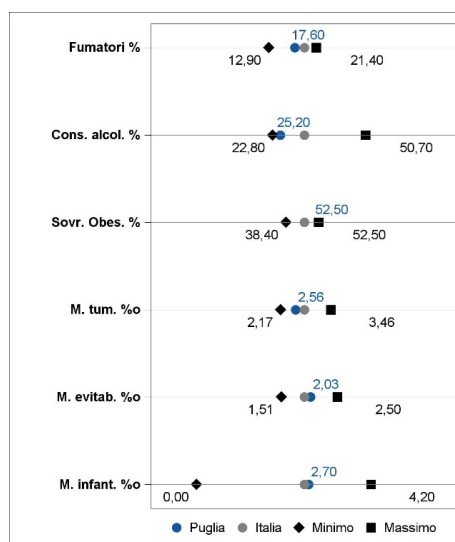 17,60
Fumatori %
12,90 21,40
25,20
Cons. alcol. %
22,80 50,70
52,50
Sovr. Obes. %
38,40 52,50
2,56
M. tum. %o
2,17 3,46
2,03
M. evitab. %o
1,51 2,50
2,70
M. infant. %o
0,00 4,20
Puglia Italia Minimo Massimo